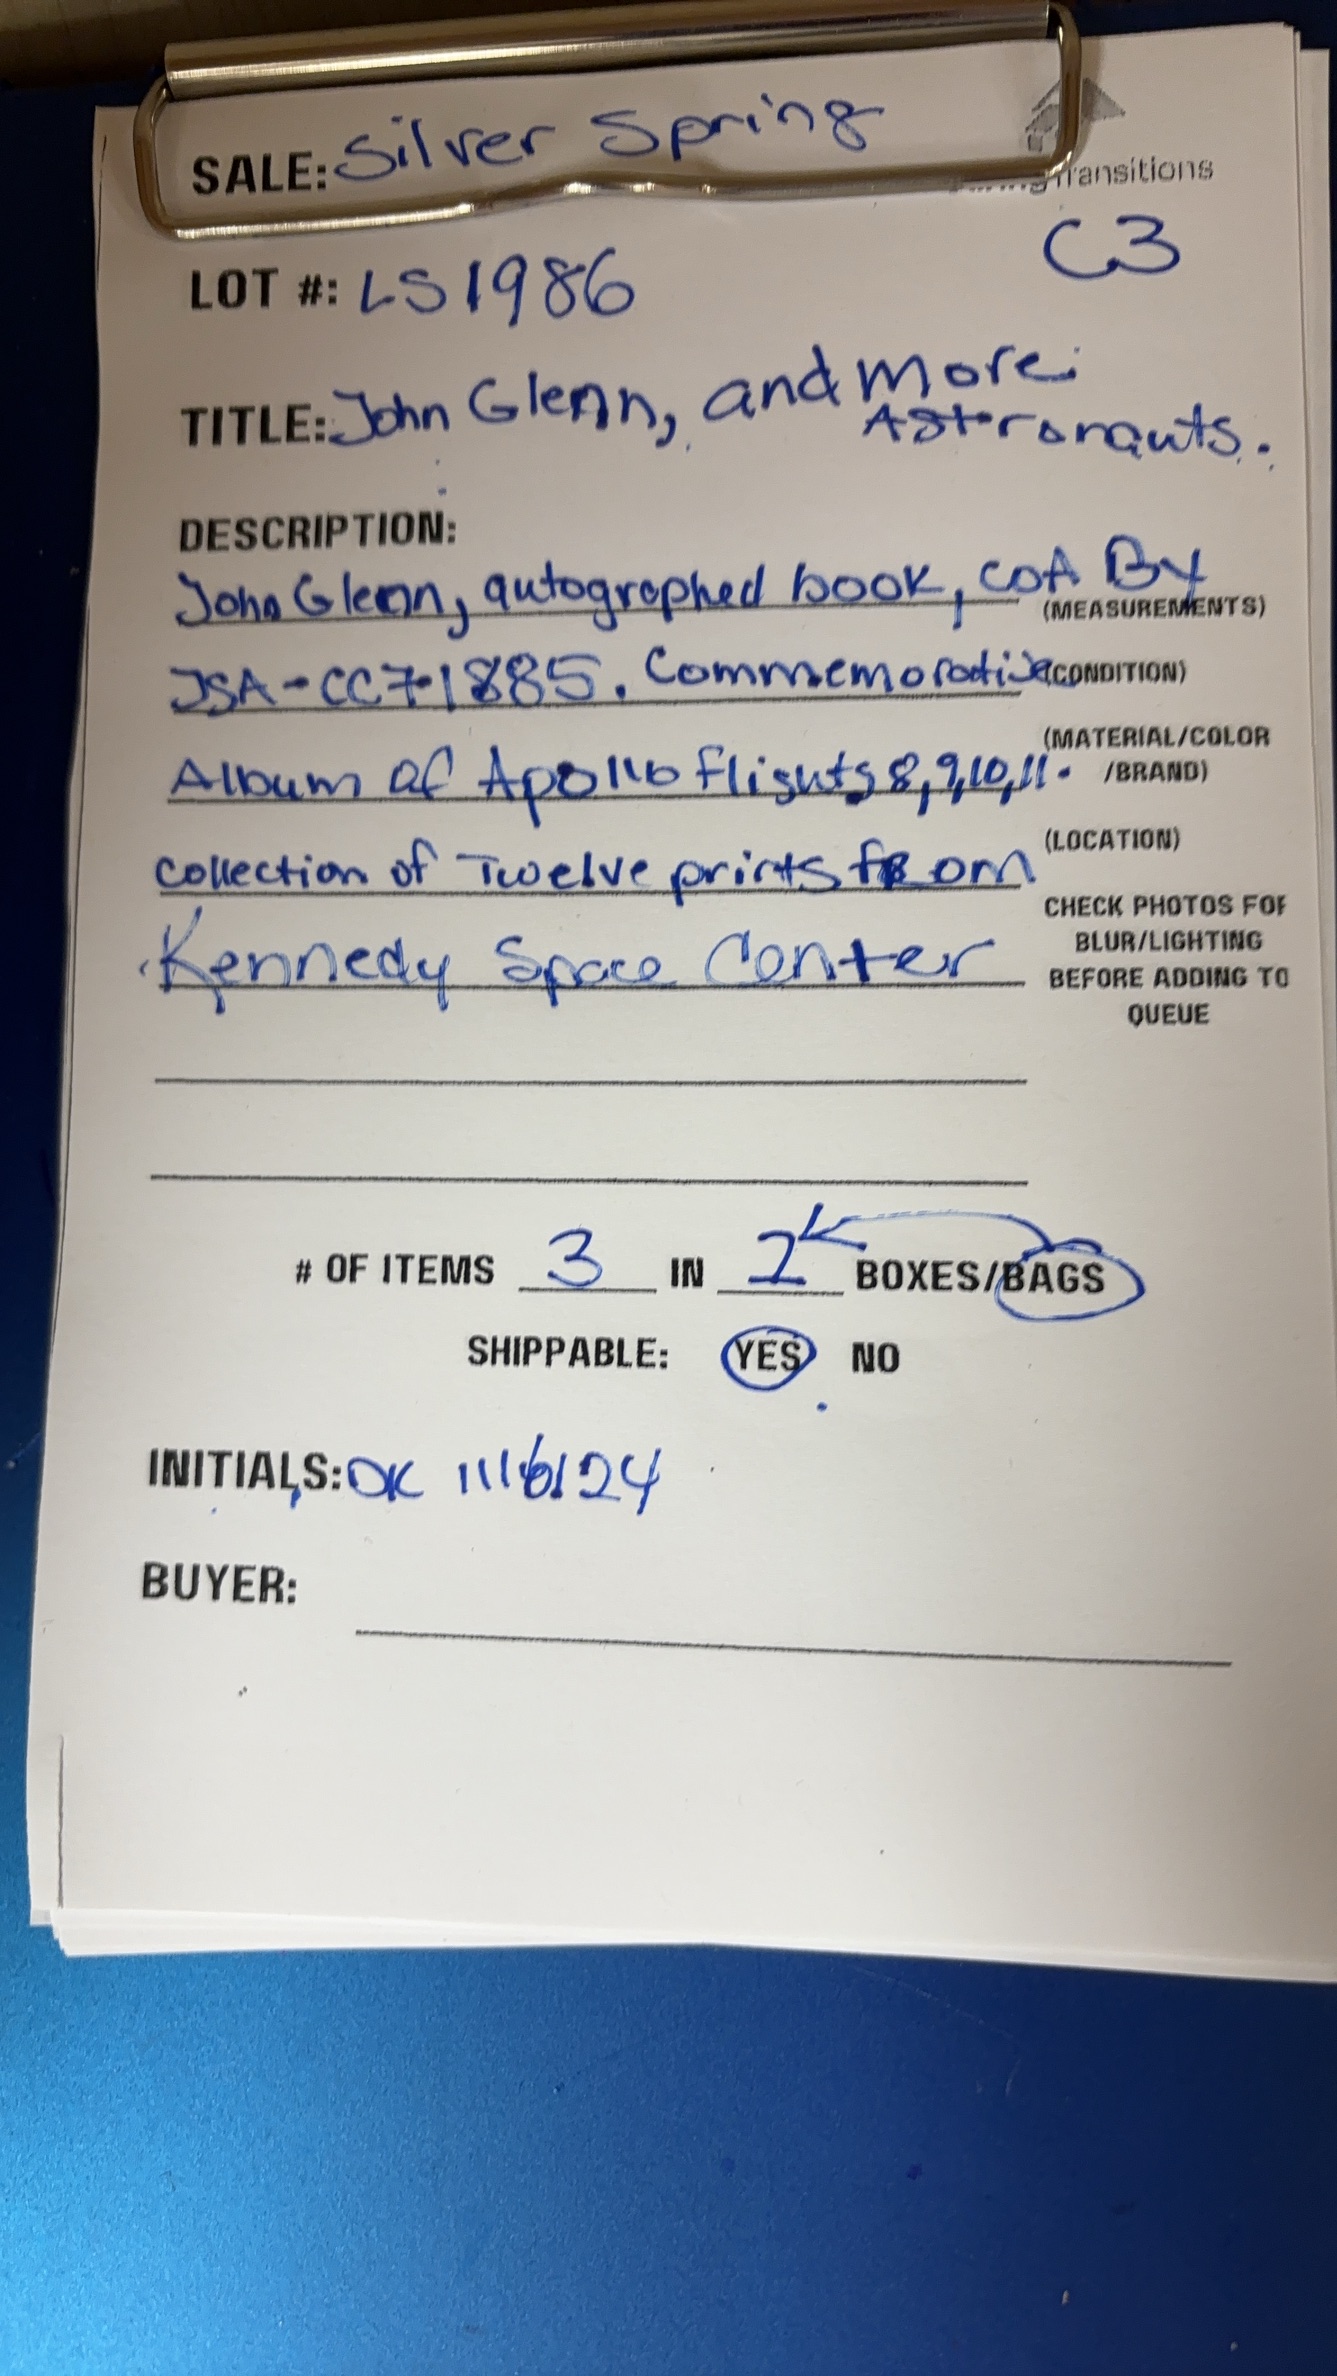 SALE: Silver Spring
Transitions
C3
LOT #: LS1986
TITLE: John Glenn, and more
Astronauts.
DESCRIPTION:
John Glenn, autographed book, COA By
(MEASUREMENTS)
JSA-CC71885. Commemorative
(CONDITION)
(MATERIAL/COLOR
Album of Apollo flights 8, 9, 10, 11.
/BRAND)
(LOCATION)
collection of Twelve prints from
CHECK PHOTOS FOR
BLUR/LIGHTING
Kennedy Space Center
BEFORE ADDING TO
QUEUE
# OF ITEMS 3 IN 2 BOXES/BAGS
SHIPPABLE: YES NO
INITIALS: DK 11/6/24
BUYER: